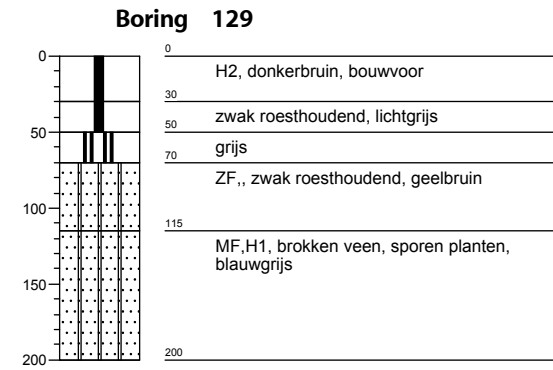 Boring 129
0
0
H2, donkerbruin, bouwvoor
30
zwak roesthoudend, lichtgrijs
50
50
grijs
70
ZF,, zwak roesthoudend, geelbruin
100
115
MF,H1, brokken veen, sporen planten,
blauwgrijs
150
200
200